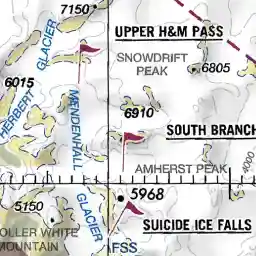 7150
UPPER H&M PASS
GLACIER
SNOWDRIFT
PEAK
6805
6015
HERBERT
MENDENHALL
6910
SOUTH BRANCH
AMHERST PEAK
4000
5968
5150
GLACIER
SUICIDE ICE FALLS
OLLER WHITE
MOUNTAIN
FSS